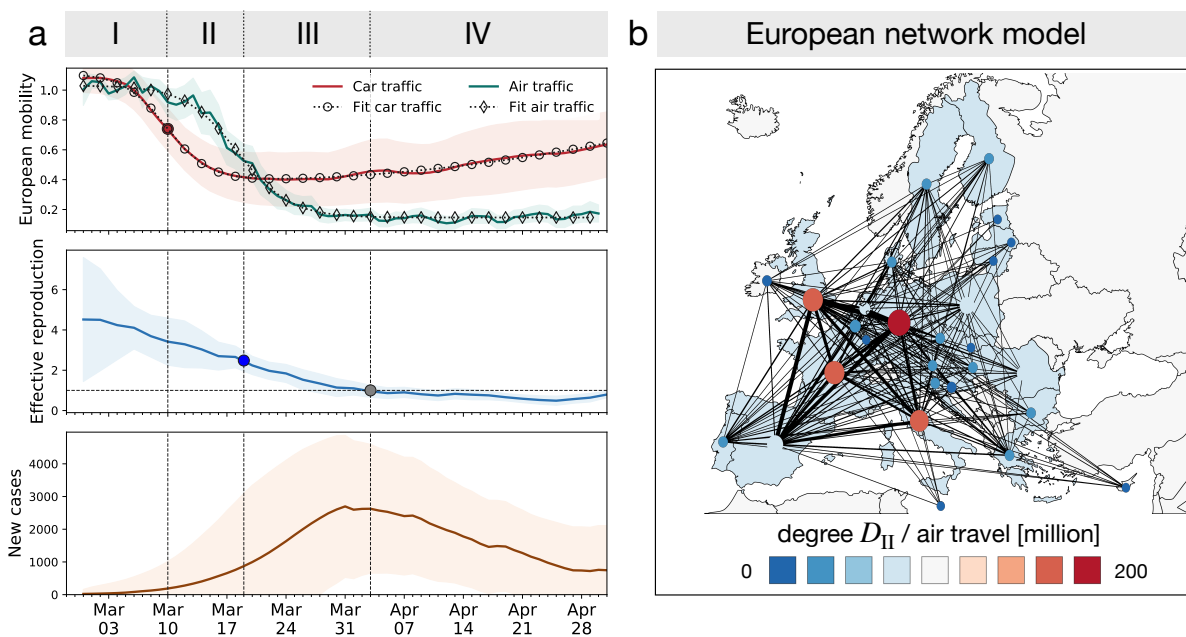 a
I II III IV
European mobility
1.0
0.8
0.6
0.4
0.2
Car traffic
Fit car traffic
Air traffic
Fit air traffic
Effective reproduction
6
4
2
0
New cases
4000
3000
2000
1000
0
Mar Mar Mar Mar Mar Apr Apr Apr Apr
03 10 17 24 31 07 14 21 28
b
European network model
degree D_II / air travel [million]
0 200